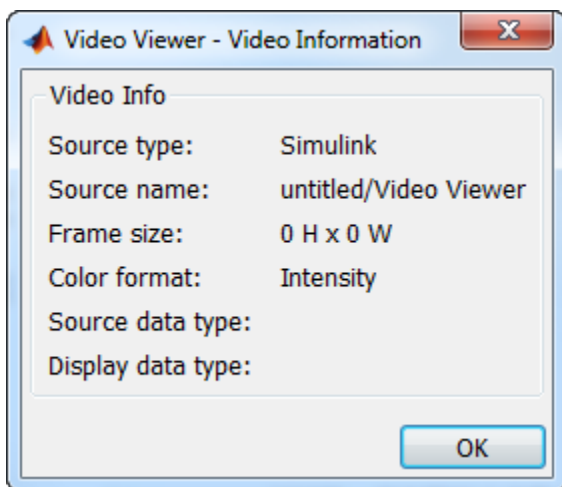 Video Viewer - Video Information
Video Info
Source type: Simulink
Source name: untitled/Video Viewer
Frame size: 0 H x 0 W
Color format: Intensity
Source data type:
Display data type:
OK